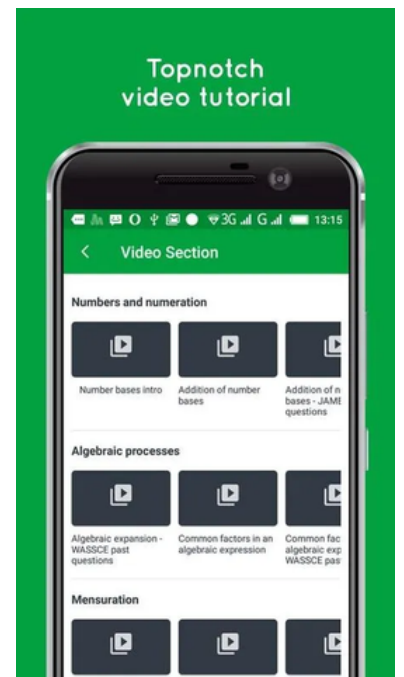 Topnotch
video tutorial
3G G 13:15
Video Section
Numbers and numeration
Number bases intro
Addition of number
bases
Addition of n
bases - JAMB
questions
Algebraic processes
Algebraic expansion -
WASSCE past
questions
Common factors in an
algebraic expression
Common fac
algebraic exp
WASSCE pas
Mensuration